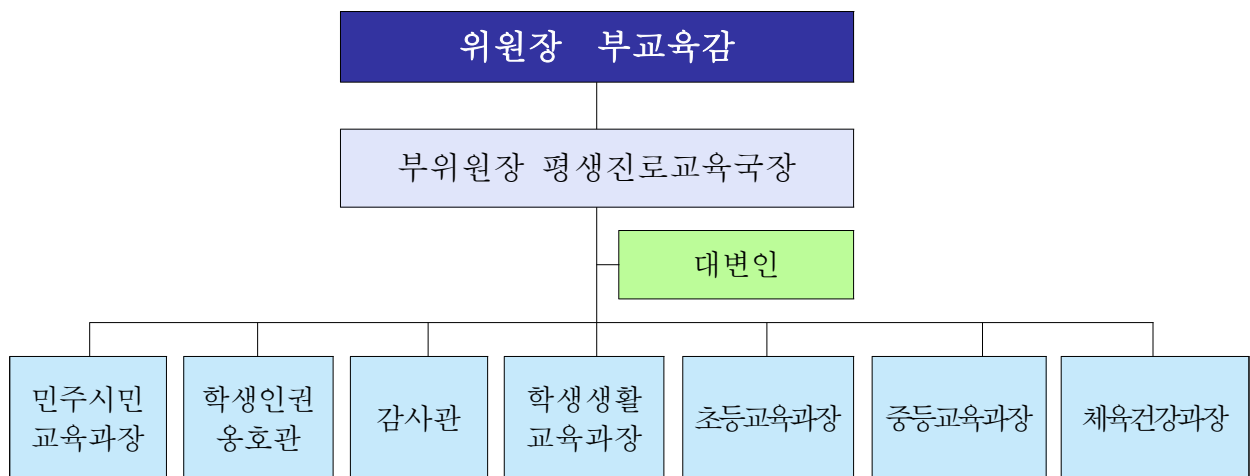 위원장 부교육감
부위원장 평생진로교육국장
대변인
민주시민
교육과장
학생인권
옹호관
감사관
학생생활
교육과장
초등교육과장
중등교육과장
체육건강과장